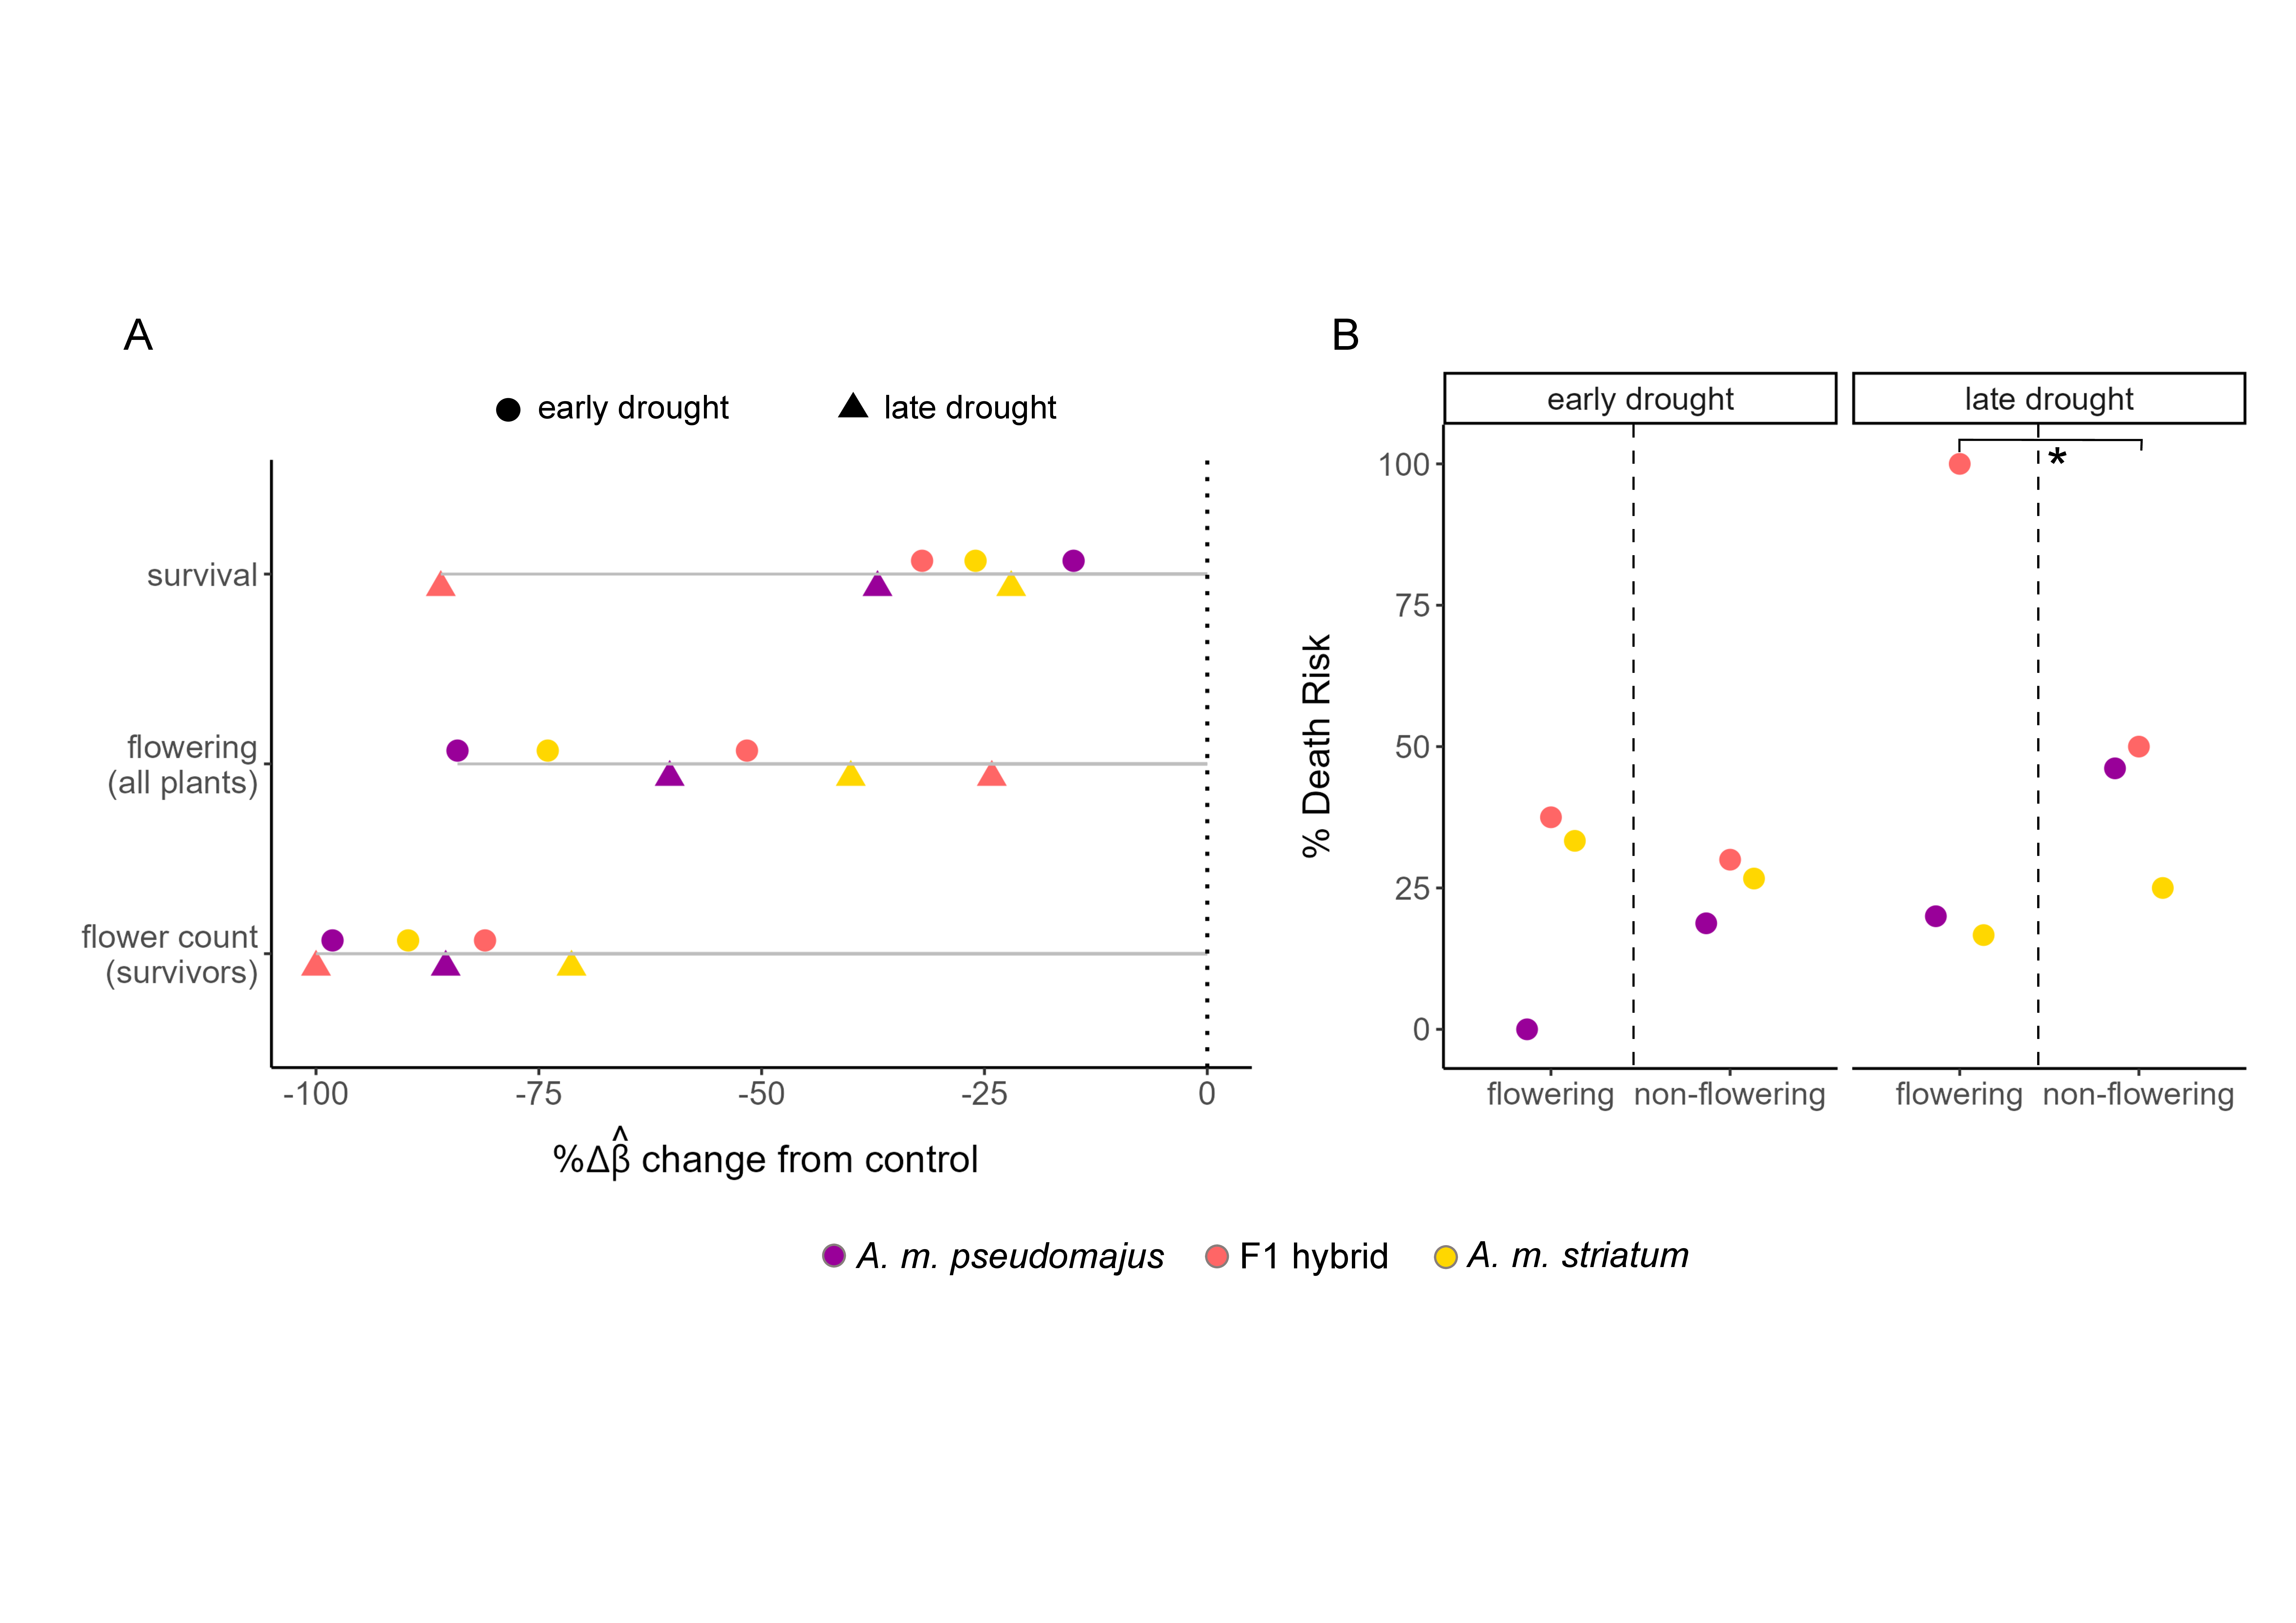 A
early drought
late drought
survival
flowering
(all plants)
flower count
(survivors)
-100
-75
-50
-25
0
%Δβ̂ change from control
B
early drought
late drought
*
% Death Risk
100
75
50
25
0
flowering
non-flowering
flowering
non-flowering
A. m. pseudomajus
F1 hybrid
A. m. striatum